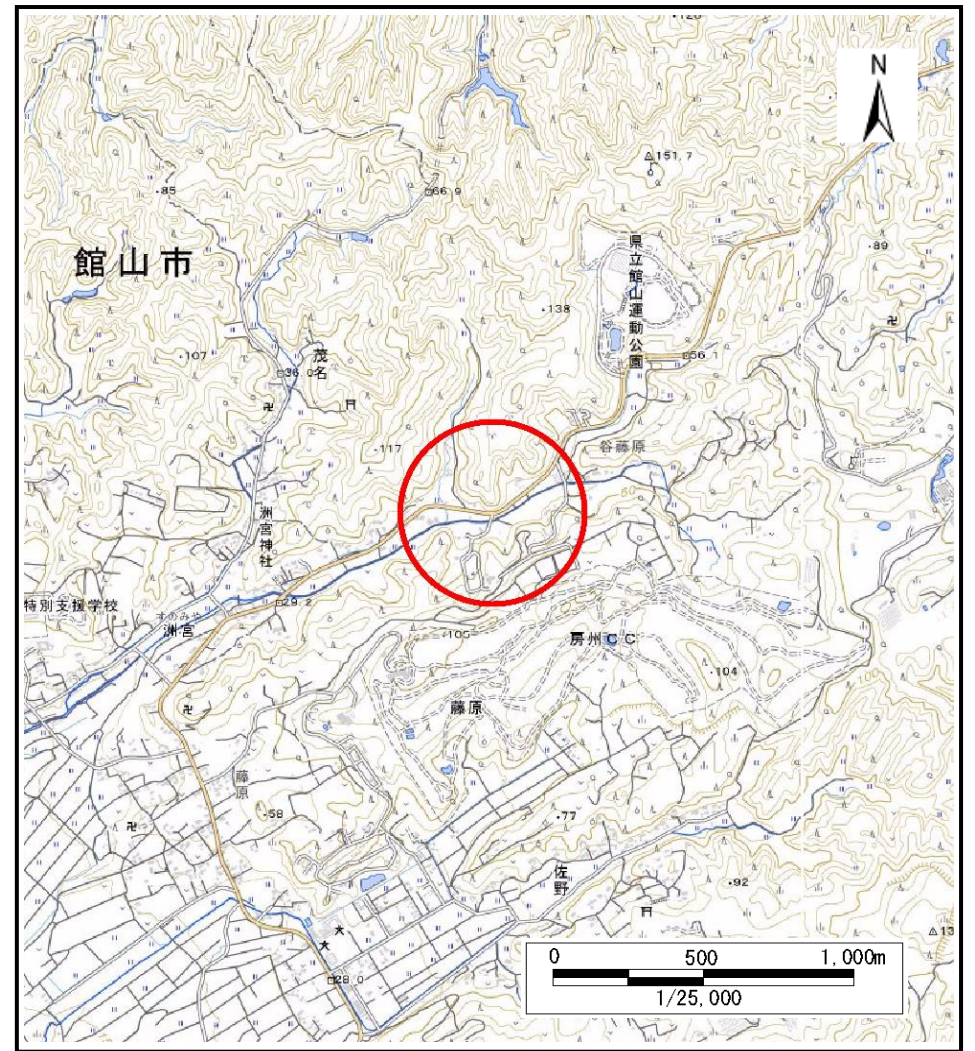 128
N
151.7
85
66.9
館山市
県立館山運動公園
89
138
107
36.0
茂名
56.1
117
谷藤原
洲宮神社
特別支援学校
29.2
すのみや
洲宮
105
房州CC
104
藤原
藤原
58
77
佐野
92
28.0
0 500 1,000m
1/25,000